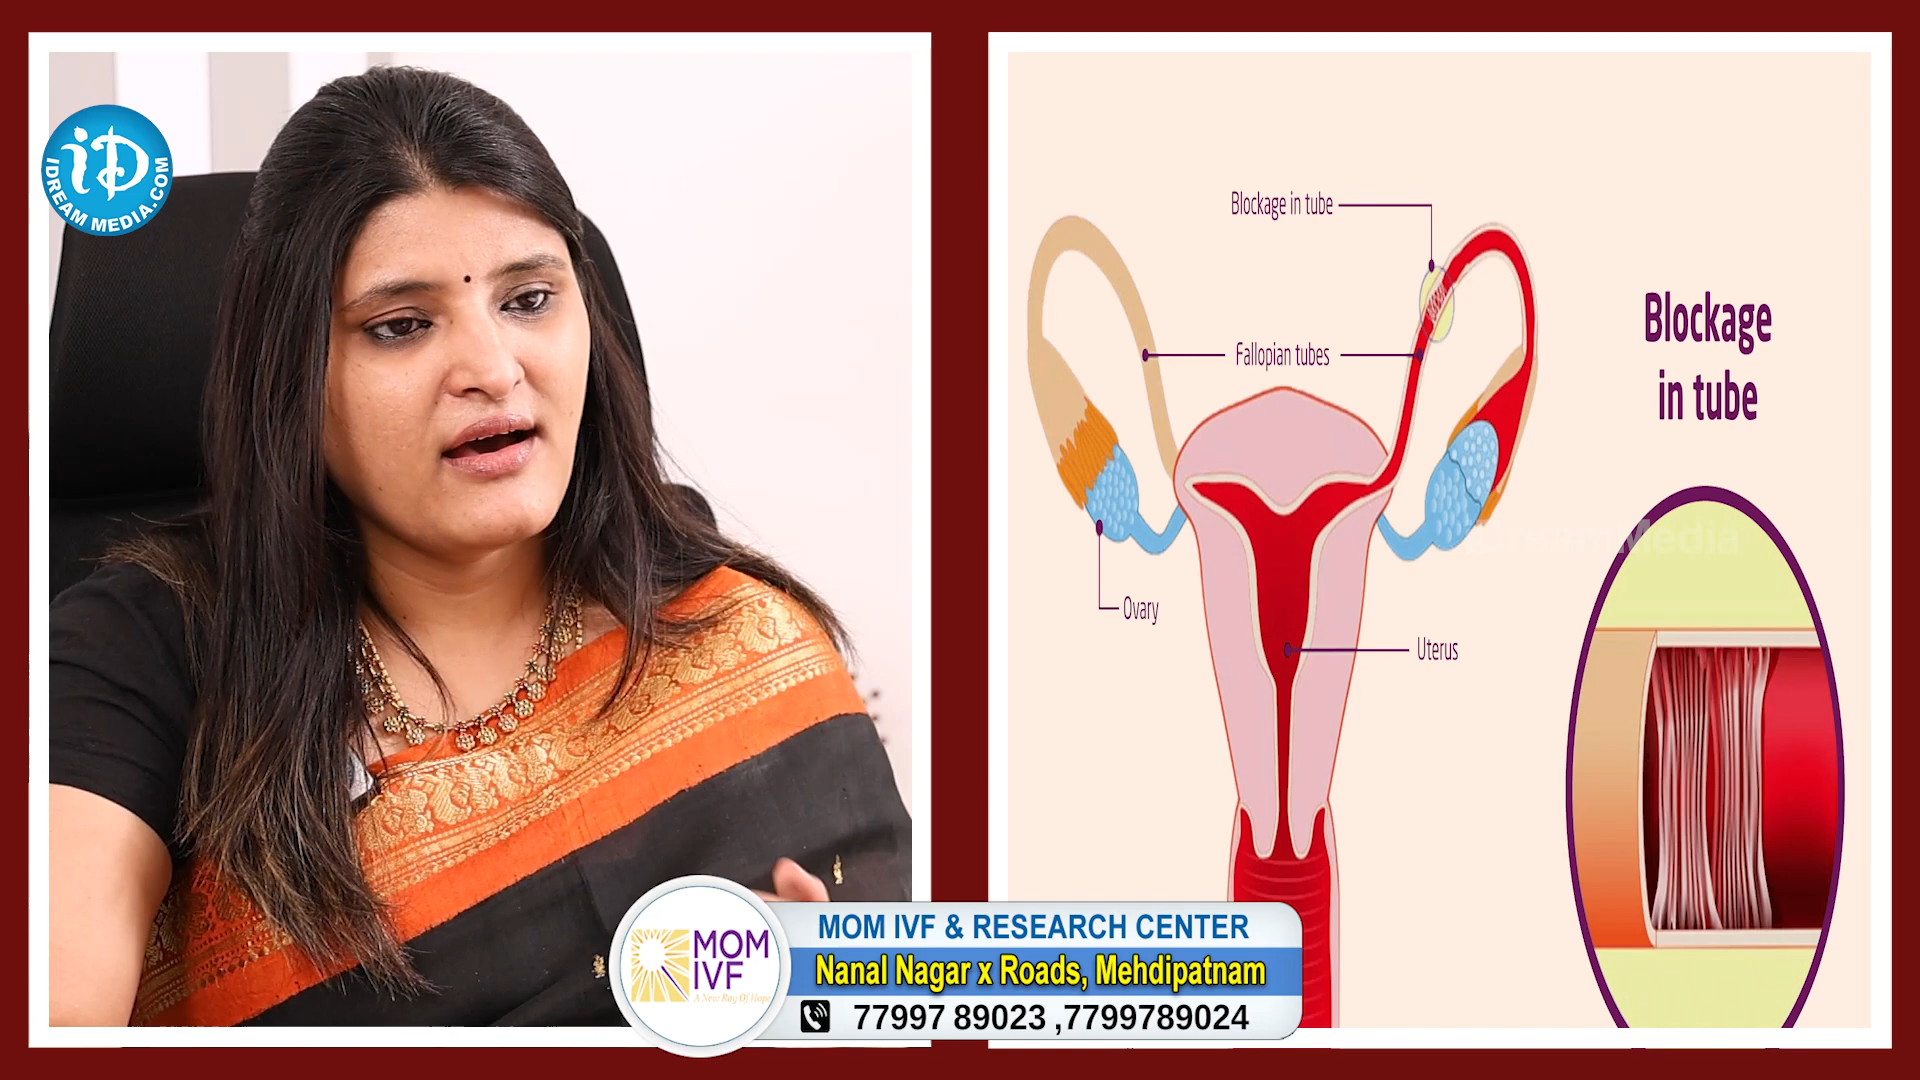 iD
IDREAM MEDIA.COM
Blockage in tube
Fallopian tubes
Ovary
Uterus
Blockage
in tube
Media
MOM
IVF
A New Ray Of Hope
MOM IVF & RESEARCH CENTER
Nanal Nagar x Roads, Mehdipatnam
77997 89023 ,7799789024